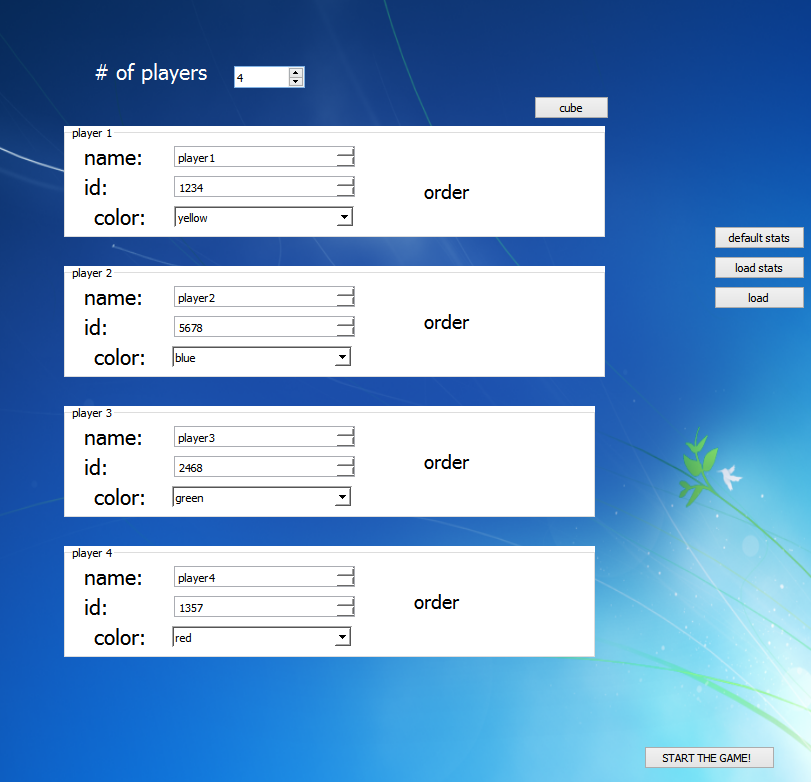 # of players 4
cube
player 1
name: player1
id: 1234
order
color: yellow
default stats
load stats
load
player 2
name: player2
id: 5678
order
color: blue
player 3
name: player3
id: 2468
order
color: green
player 4
name: player4
id: 1357
order
color: red
START THE GAME!